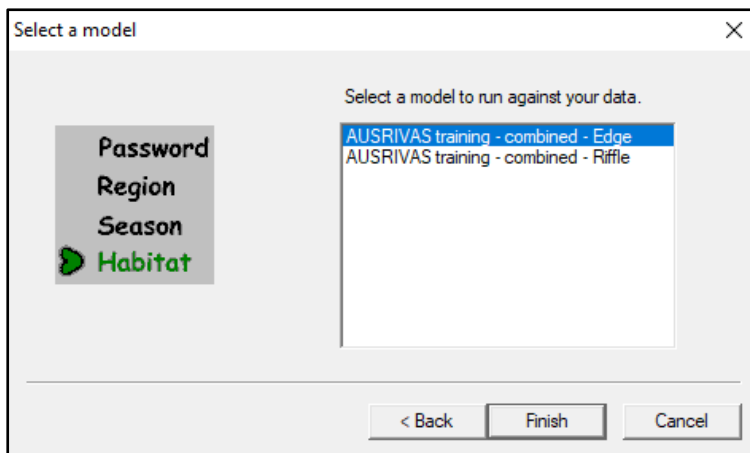 Select a model
Password
Region
Season
Habitat
Select a model to run against your data.
AUSRIVAS training - combined - Edge
AUSRIVAS training - combined - Riffle
< Back
Finish
Cancel